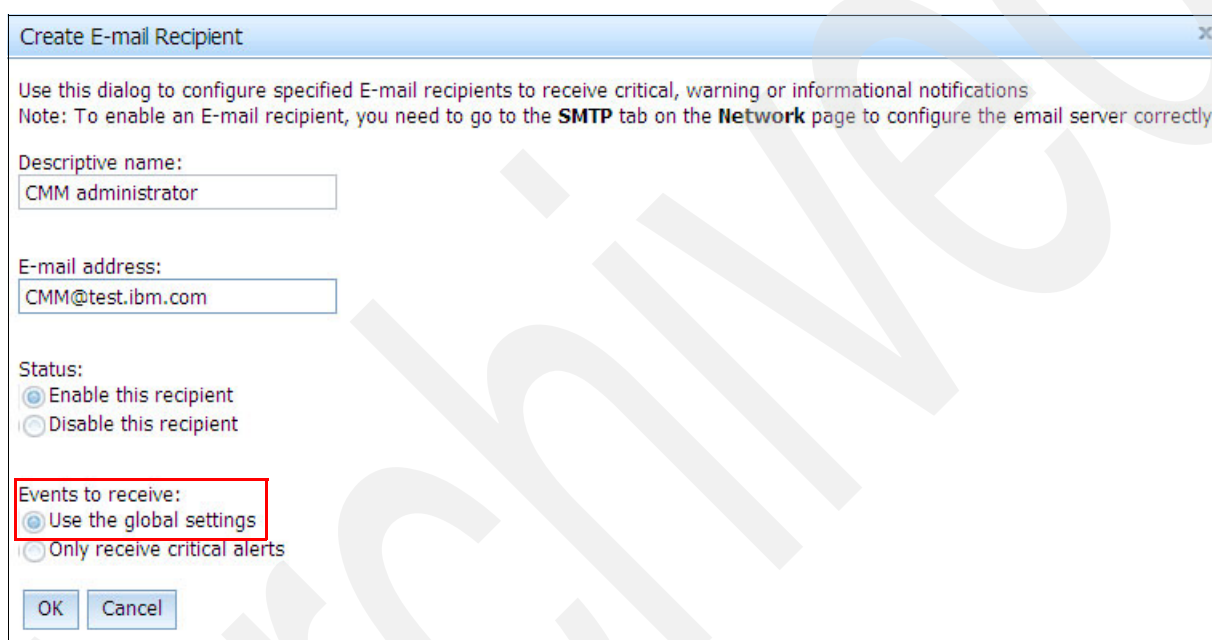 Create E-mail Recipient
x
Use this dialog to configure specified E-mail recipients to receive critical, warning or informational notifications
Note: To enable an E-mail recipient, you need to go to the SMTP tab on the Network page to configure the email server correctly
Descriptive name:
CMM administrator
E-mail address:
CMM@test.ibm.com
Status:
Enable this recipient
Disable this recipient
Events to receive:
Use the global settings
Only receive critical alerts
OK Cancel